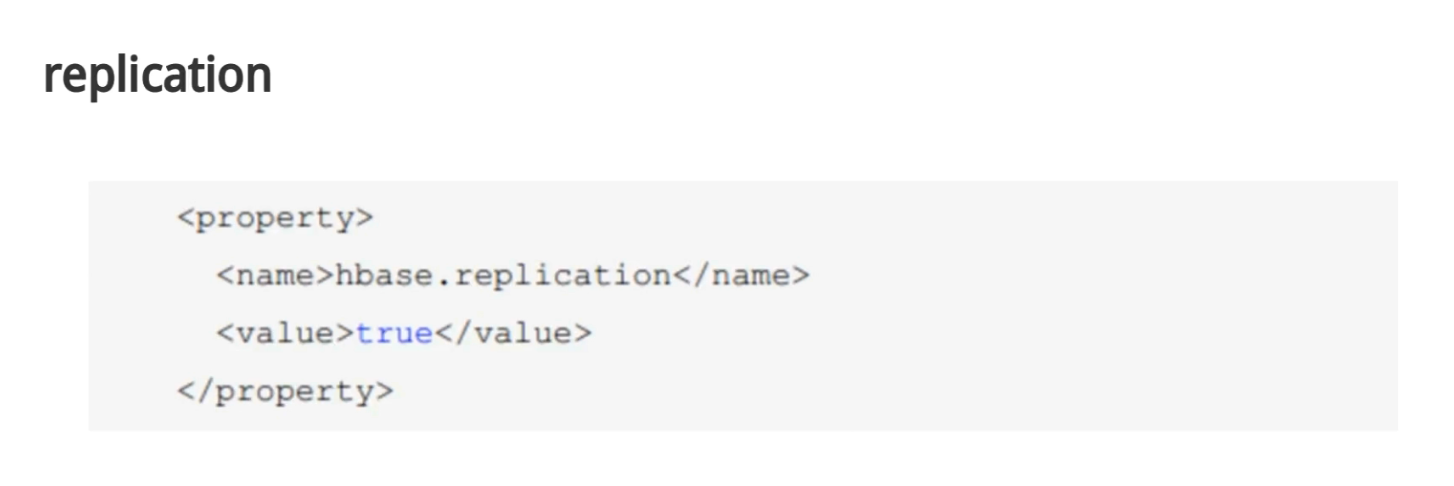 replication
<property>
<name>hbase.replication</name>
<value>true</value>
</property>